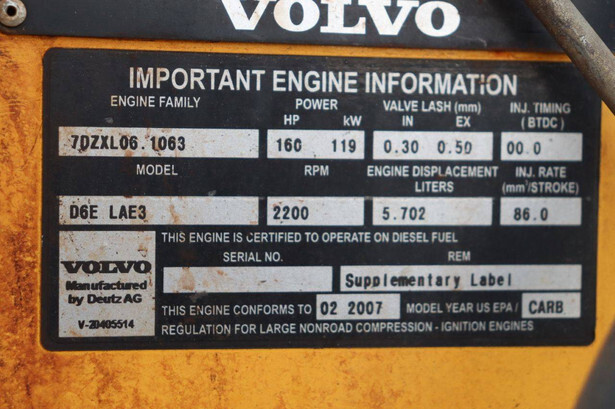 VOLVO
IMPORTANT ENGINE INFORMATION
ENGINE FAMILY POWER VALVE LASH (mm) INJ. TIMING
HP kW IN EX (BTDC)
7DZXL06.1063 160 119 0.30 0.50 00.0
MODEL RPM ENGINE DISPLACEMENT INJ. RATE
LITERS (mm³/STROKE)
D6E LAE3 2200 5.702 86.0
THIS ENGINE IS CERTIFIED TO OPERATE ON DIESEL FUEL
SERIAL NO. REM
VOLVO
Manufactured
by Deutz AG
V-20405514
Supplementary Label
THIS ENGINE CONFORMS TO 02 2007 MODEL YEAR US EPA / CARB
REGULATION FOR LARGE NONROAD COMPRESSION - IGNITION ENGINES